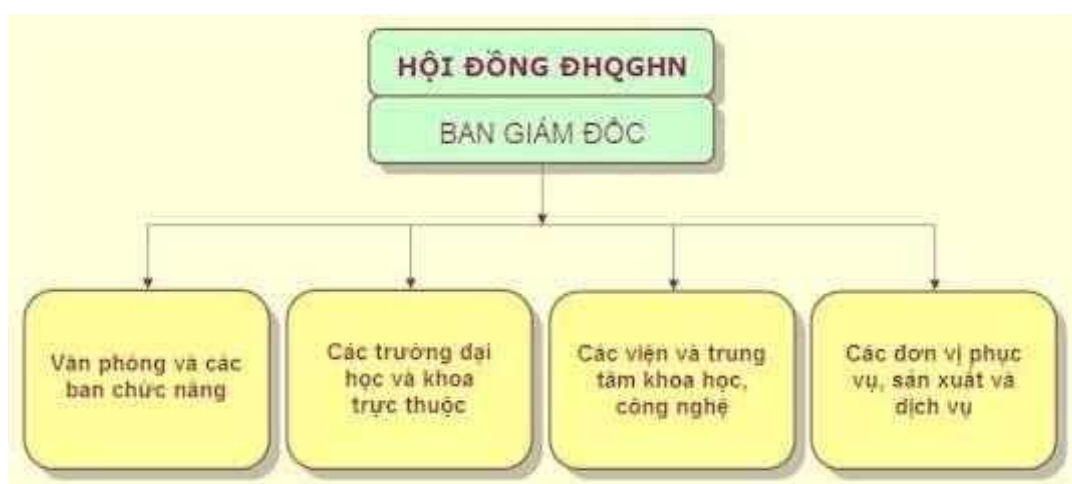 HỘI ĐỒNG ĐHQGHN
BAN GIÁM ĐỐC
Văn phòng và các
ban chức năng
Các trường đại
học và khoa
trực thuộc
Các viện và trung
tâm khoa học,
công nghệ
Các đơn vị phục
vụ, sản xuất và
dịch vụ